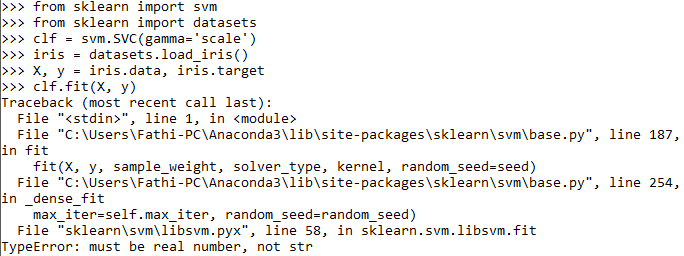 >>> from sklearn import svm
>>> from sklearn import datasets
>>> clf = svm.SVC(gamma='scale')
>>> iris = datasets.load_iris()
>>> X, y = iris.data, iris.target
>>> clf.fit(X, y)
Traceback (most recent call last):
  File "<stdin>", line 1, in <module>
  File "C:\Users\Fathi-PC\Anaconda3\lib\site-packages\sklearn\svm\base.py", line 187,
in fit
    fit(X, y, sample_weight, solver_type, kernel, random_seed=seed)
  File "C:\Users\Fathi-PC\Anaconda3\lib\site-packages\sklearn\svm\base.py", line 254,
in _dense_fit
    max_iter=self.max_iter, random_seed=random_seed)
  File "sklearn\svm\libsvm.pyx", line 58, in sklearn.svm.libsvm.fit
TypeError: must be real number, not str